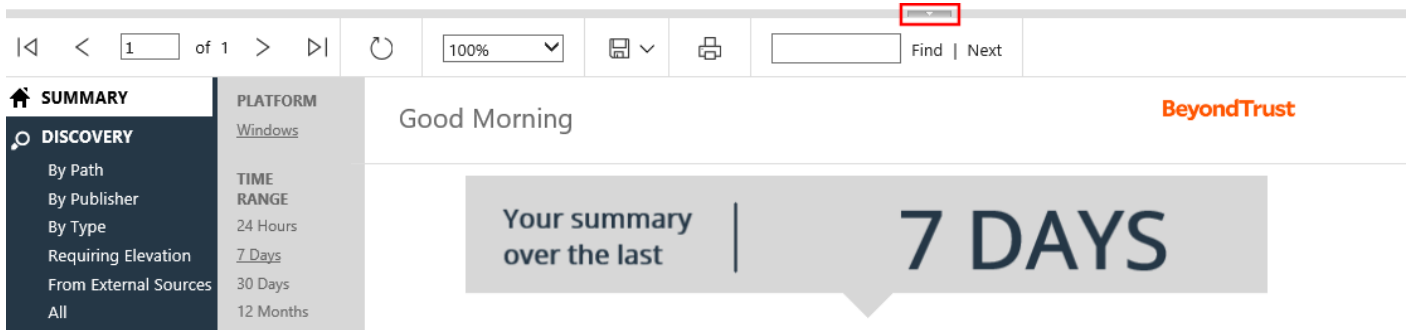 1 of 1 100% Find | Next
SUMMARY
DISCOVERY
By Path
By Publisher
By Type
Requiring Elevation
From External Sources
All
PLATFORM
Windows
TIME
RANGE
24 Hours
7 Days
30 Days
12 Months
Good Morning
BeyondTrust
Your summary
over the last
7 DAYS